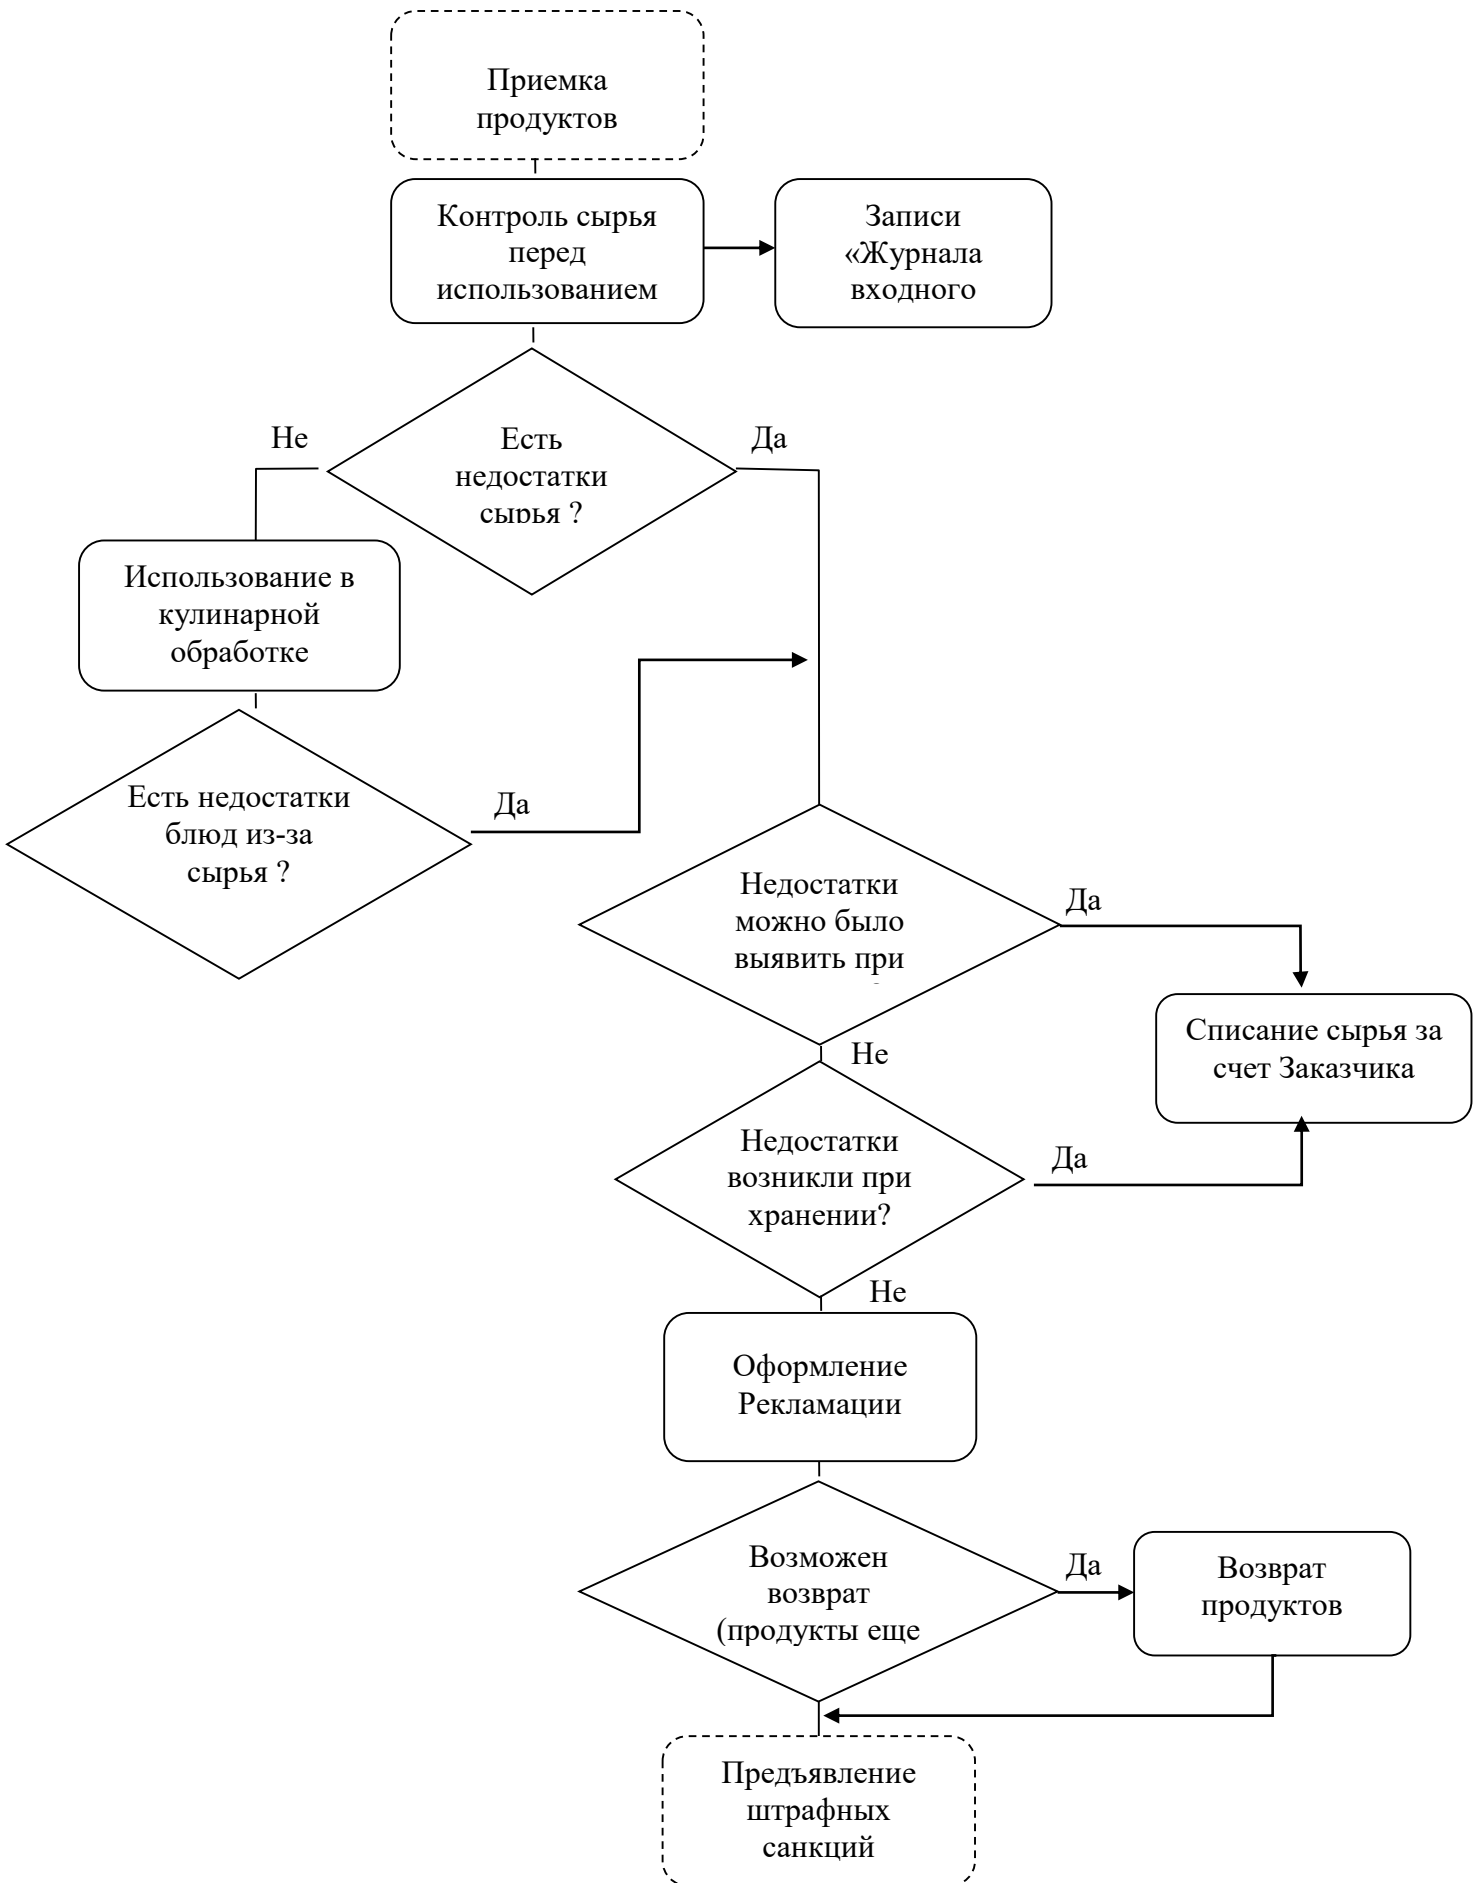 Приемка
продуктов
Контроль сырья
перед
использованием
Записи
«Журнала
входного
Не
Да
Есть
недостатки
сырья ?
Использование в
кулинарной
обработке
Есть недостатки
блюд из-за
сырья ?
Да
Недостатки
можно было
выявить при
Да
Списание сырья за
счет Заказчика
Не
Недостатки
возникли при
хранении?
Да
Не
Оформление
Рекламации
Возможен
возврат
(продукты еще
Да
Возврат
продуктов
Предъявление
штрафных
санкций